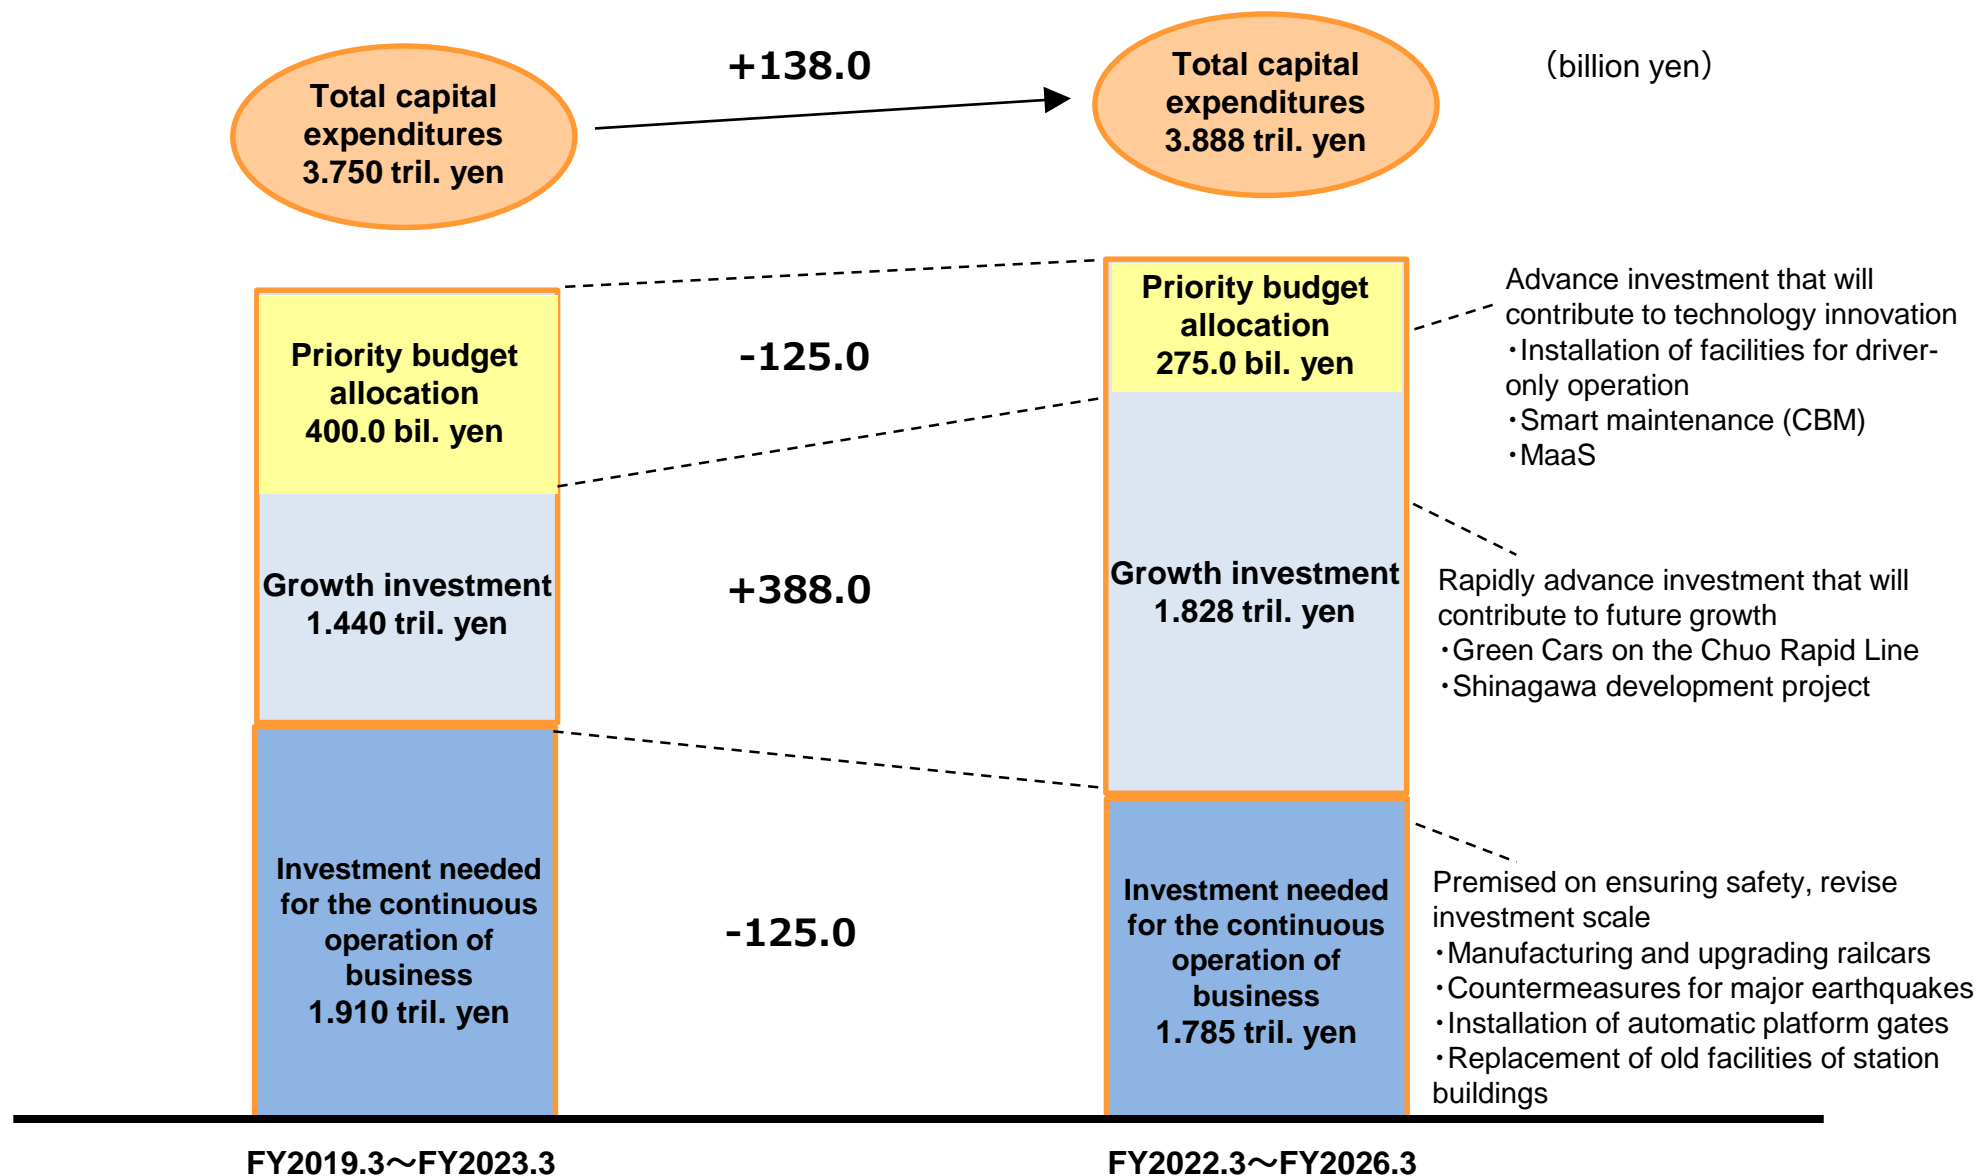 Total capital
expenditures
3.750 tril. yen
+138.0
Total capital
expenditures
3.888 tril. yen
（billion yen）
Priority budget
allocation
400.0 bil. yen
-125.0
Priority budget
allocation
275.0 bil. yen
Advance investment that will
contribute to technology innovation
・Installation of facilities for driver-
only operation
・Smart maintenance (CBM)
・MaaS
Growth investment
1.440 tril. yen
+388.0
Growth investment
1.828 tril. yen
Rapidly advance investment that will
contribute to future growth
・Green Cars on the Chuo Rapid Line
・Shinagawa development project
Investment needed
for the continuous
operation of
business
1.910 tril. yen
-125.0
Investment needed
for the continuous
operation of
business
1.785 tril. yen
Premised on ensuring safety, revise
investment scale
・Manufacturing and upgrading railcars
・Countermeasures for major earthquakes
・Installation of automatic platform gates
・Replacement of old facilities of station
buildings
FY2019.3～FY2023.3
FY2022.3～FY2026.3